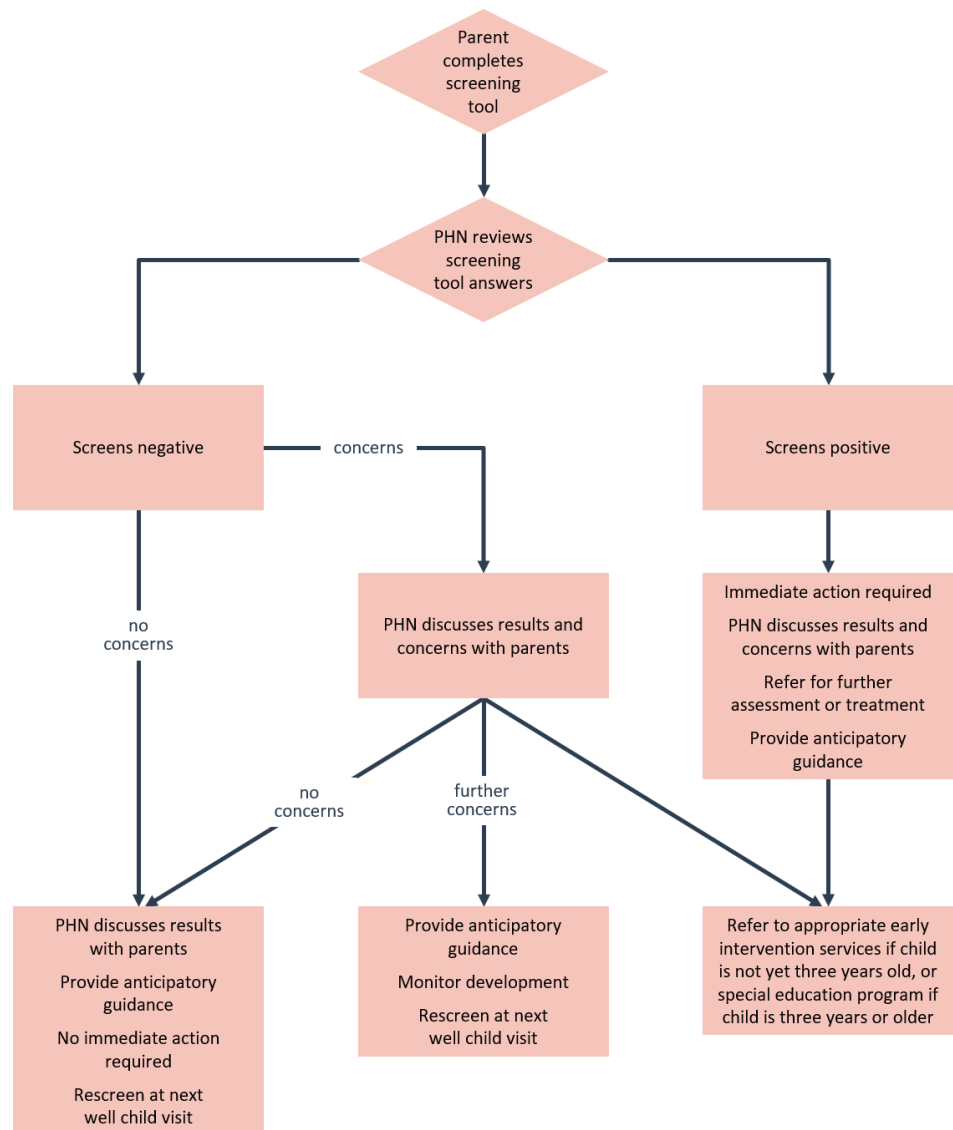 Parent
completes
screening
tool
PHN reviews
screening
tool answers
Screens negative
concerns
Screens positive
no
concerns
PHN discusses results and
concerns with parents
Immediate action required
PHN discusses results and
concerns with parents
Refer for further
assessment or treatment
Provide anticipatory
guidance
no
concerns
further
concerns
PHN discusses results
with parents
Provide anticipatory
guidance
No immediate action
required
Rescreen at next
well child visit
Provide anticipatory
guidance
Monitor development
Rescreen at next
well child visit
Refer to appropriate early
intervention services if child
is not yet three years old, or
special education program if
child is three years or older